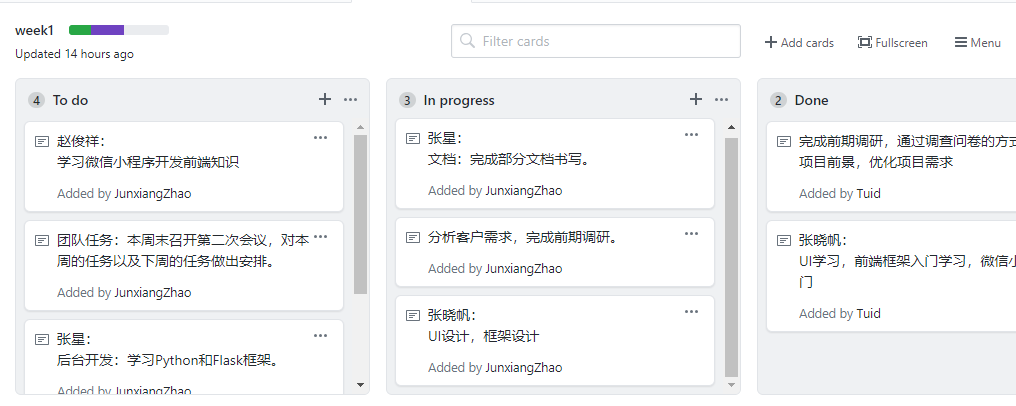 week1
Updated 14 hours ago
Filter cards
Add cards
Fullscreen
Menu
4 To do
赵俊祥：
学习微信小程序开发前端知识
Added by JunxiangZhao
团队任务：本周末召开第二次会议，对本
周的任务以及下周的任务做出安排。
Added by JunxiangZhao
张星：
后台开发：学习Python和Flask框架。
Added by JunxiangZhao
3 In progress
张星：
文档：完成部分文档书写。
Added by JunxiangZhao
分析客户需求，完成前期调研。
Added by JunxiangZhao
张晓帆：
UI设计，框架设计
Added by JunxiangZhao
2 Done
完成前期调研，通过调查问卷的方式
项目前景，优化项目需求
Added by Tuid
张晓帆：
UI学习，前端框架入门学习，微信小
门
Added by Tuid